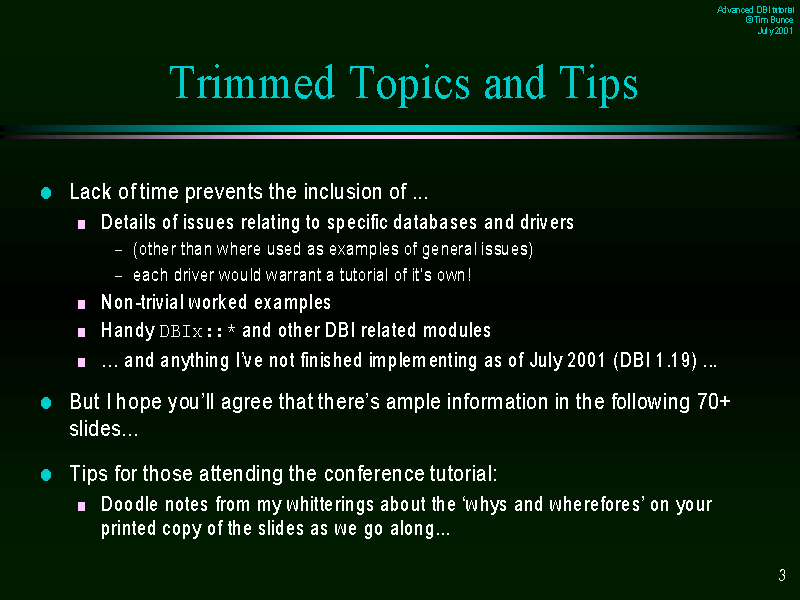 Advanced DBI tutorial
© Tim Bunce
July 2001
Trimmed Topics and Tips
Lack of time prevents the inclusion of ...
Details of issues relating to specific databases and drivers
– (other than where used as examples of general issues)
– each driver would warrant a tutorial of it's own!
Non-trivial worked examples
Handy DBIx::* and other DBI related modules
... and anything I've not finished implementing as of July 2001 (DBI 1.19) ...
But I hope you’ll agree that there’s ample information in the following 70+
slides...
Tips for those attending the conference tutorial:
Doodle notes from my whitterings about the ‘whys and wherefores’ on your
printed copy of the slides as we go along...
3